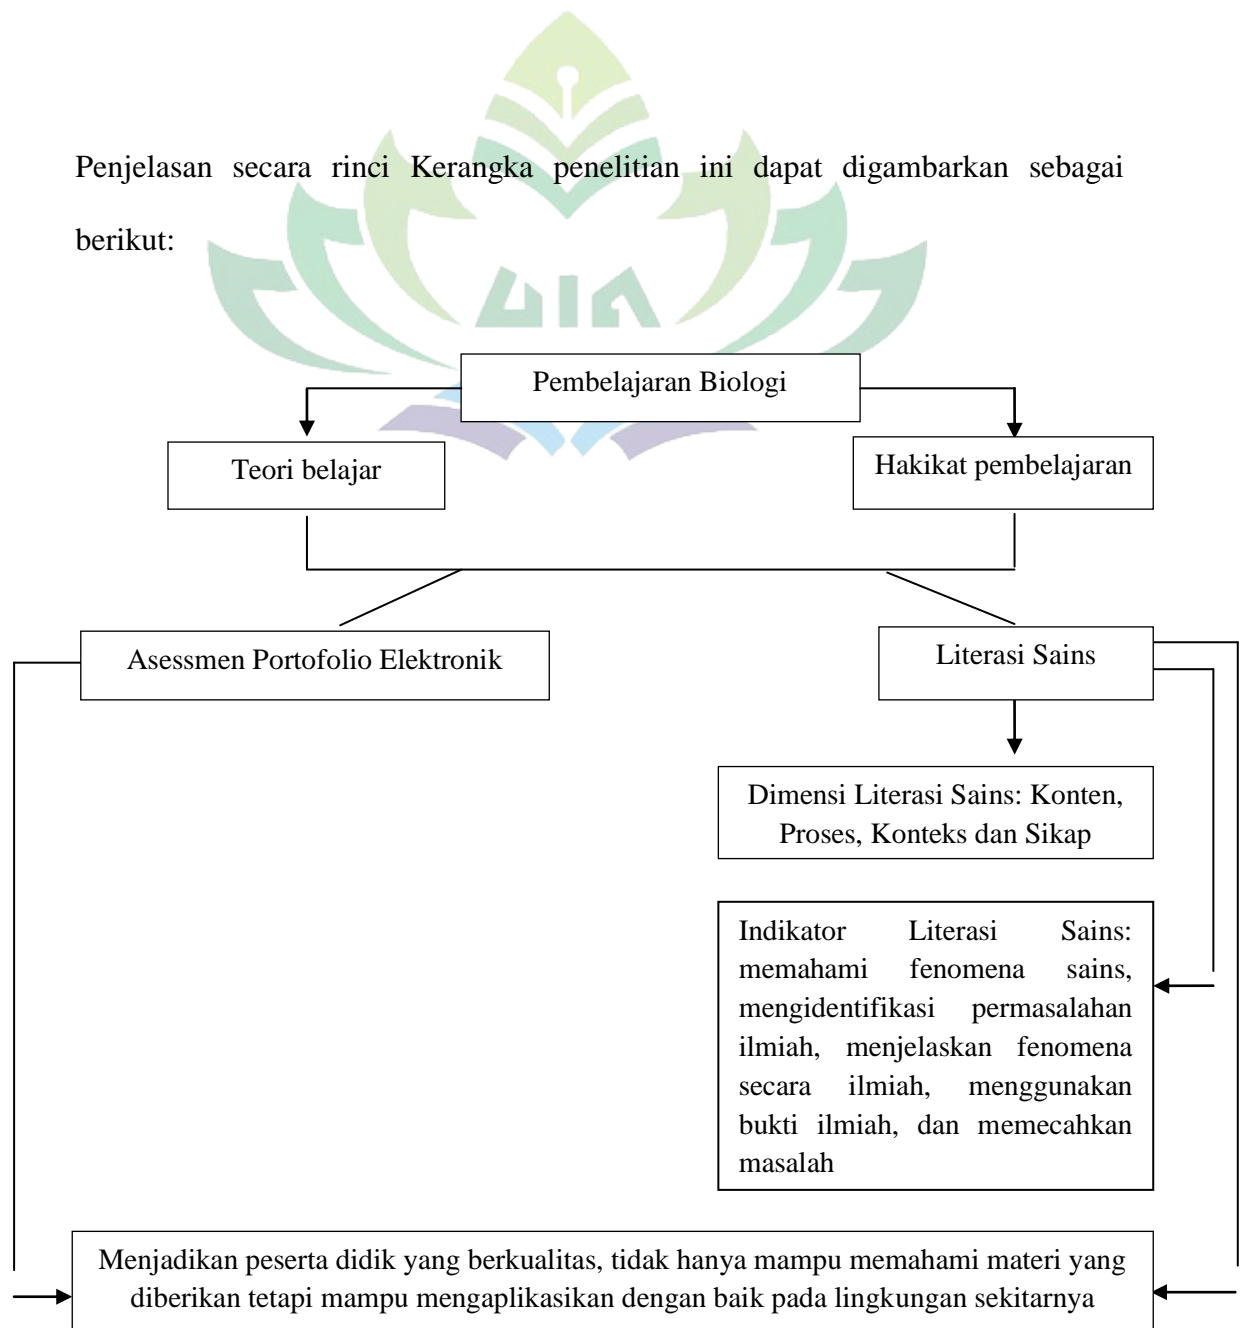 Penjelasan secara rinci Kerangka penelitian ini dapat digambarkan sebagai
berikut:
UIN
Pembelajaran Biologi
Teori belajar
Hakikat pembelajaran
Asessmen Portofolio Elektronik
Literasi Sains
Dimensi Literasi Sains: Konten,
Proses, Konteks dan Sikap
Indikator Literasi Sains:
memahami fenomena sains,
mengidentifikasi permasalahan
ilmiah, menjelaskan fenomena
secara ilmiah, menggunakan
bukti ilmiah, dan memecahkan
masalah
Menjadikan peserta didik yang berkualitas, tidak hanya mampu memahami materi yang
diberikan tetapi mampu mengaplikasikan dengan baik pada lingkungan sekitarnya